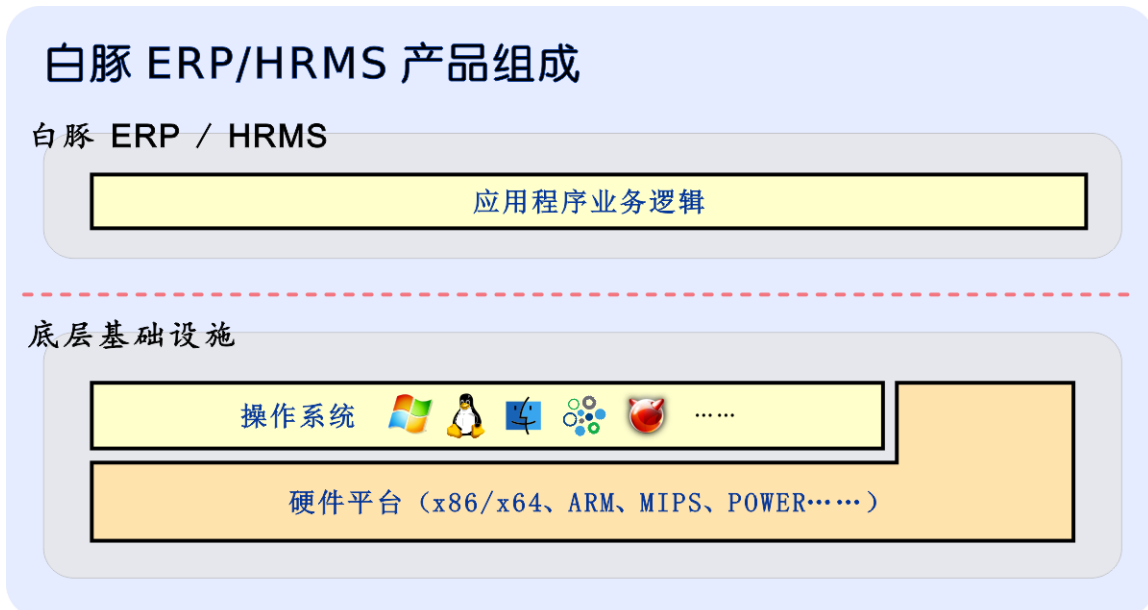 白豚 ERP/HRMS 产品组成
白豚 ERP / HRMS
应用程序业务逻辑
底层基础设施
操作系统 ……
硬件平台（x86/x64、ARM、MIPS、POWER……）